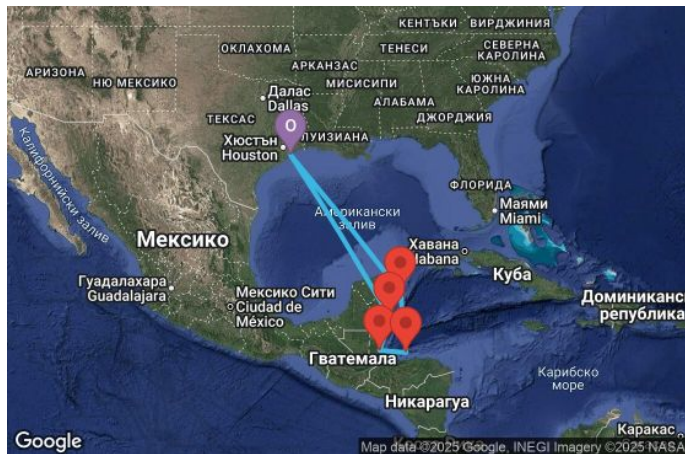 КЕНТЪКИ
ВИРДЖИНИЯ
ОКЛАХОМА
ТЕНЕСИ
СЕВЕРНА
КАРОЛИНА
АРИЗОНА
НЮ МЕКСИКО
АРКАНЗАС
МИСИСИПИ
ЮЖНА
КАРОЛИНА
Далас
Dallas
АЛАБАМА
ДЖОРДЖИЯ
ТЕКСАС
O
ЛУИЗИАНА
Хюстън
Houston
Калифорнийски залив
ФЛОРИДА
Маями
Miami
Американски
залив
Мексико
Хавана
Habana
Куба
Гуадалахара
Guadalajara
Мексико Сити
Ciudad de
México
Доминиканс
република
Гватемала
Карибско
море
Никарагуа
Каракас
Google
Map data ©2025 Google, INEGI Imagery ©2025 NASA